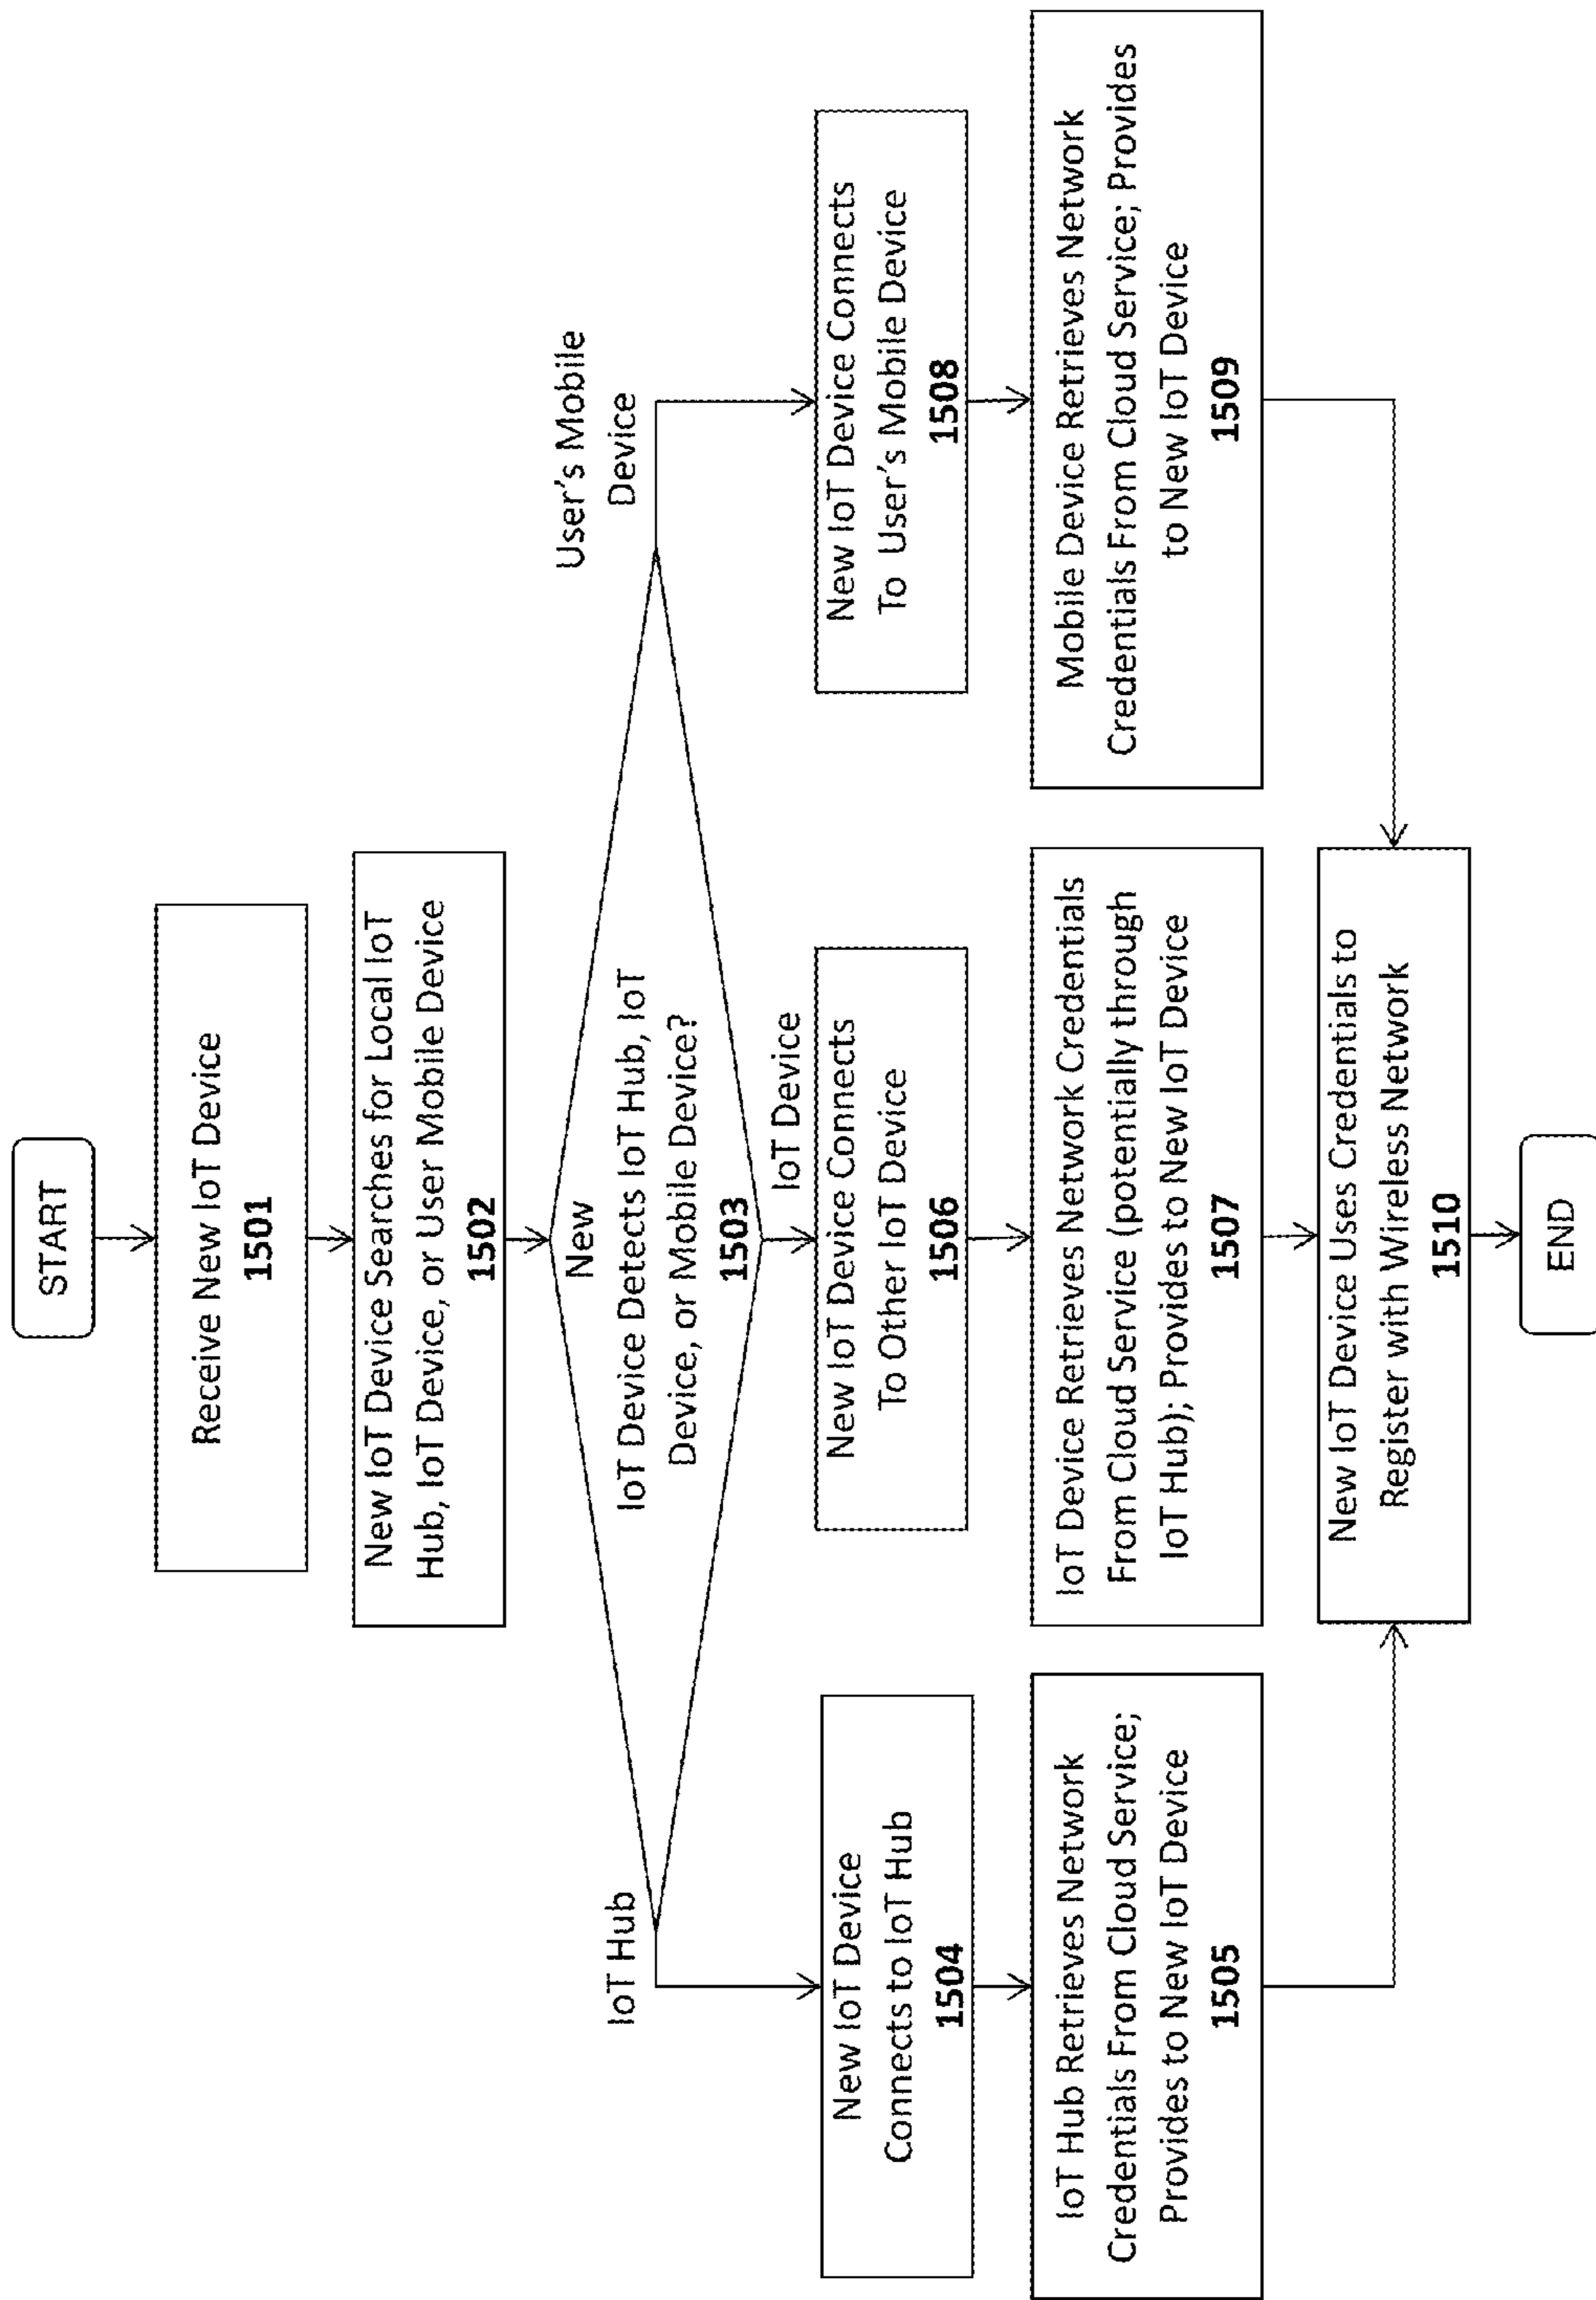 START
Receive New IoT Device
1501
New IoT Device Searches for Local IoT
Hub, IoT Device, or User Mobile Device
1502
New
IoT Device Detects IoT Hub, IoT
Device, or Mobile Device?
1503
IoT Hub
IoT Device
User's Mobile
Device
New IoT Device
Connects to IoT Hub
1504
IoT Hub Retrieves Network
Credentials From Cloud Service;
Provides to New IoT Device
1505
New IoT Device Connects
To Other IoT Device
1506
IoT Device Retrieves Network Credentials
From Cloud Service (potentially through
IoT Hub); Provides to New IoT Device
1507
New IoT Device Connects
To User's Mobile Device
1508
Mobile Device Retrieves Network
Credentials From Cloud Service; Provides
to New IoT Device
1509
New IoT Device Uses Credentials to
Register with Wireless Network
1510
END